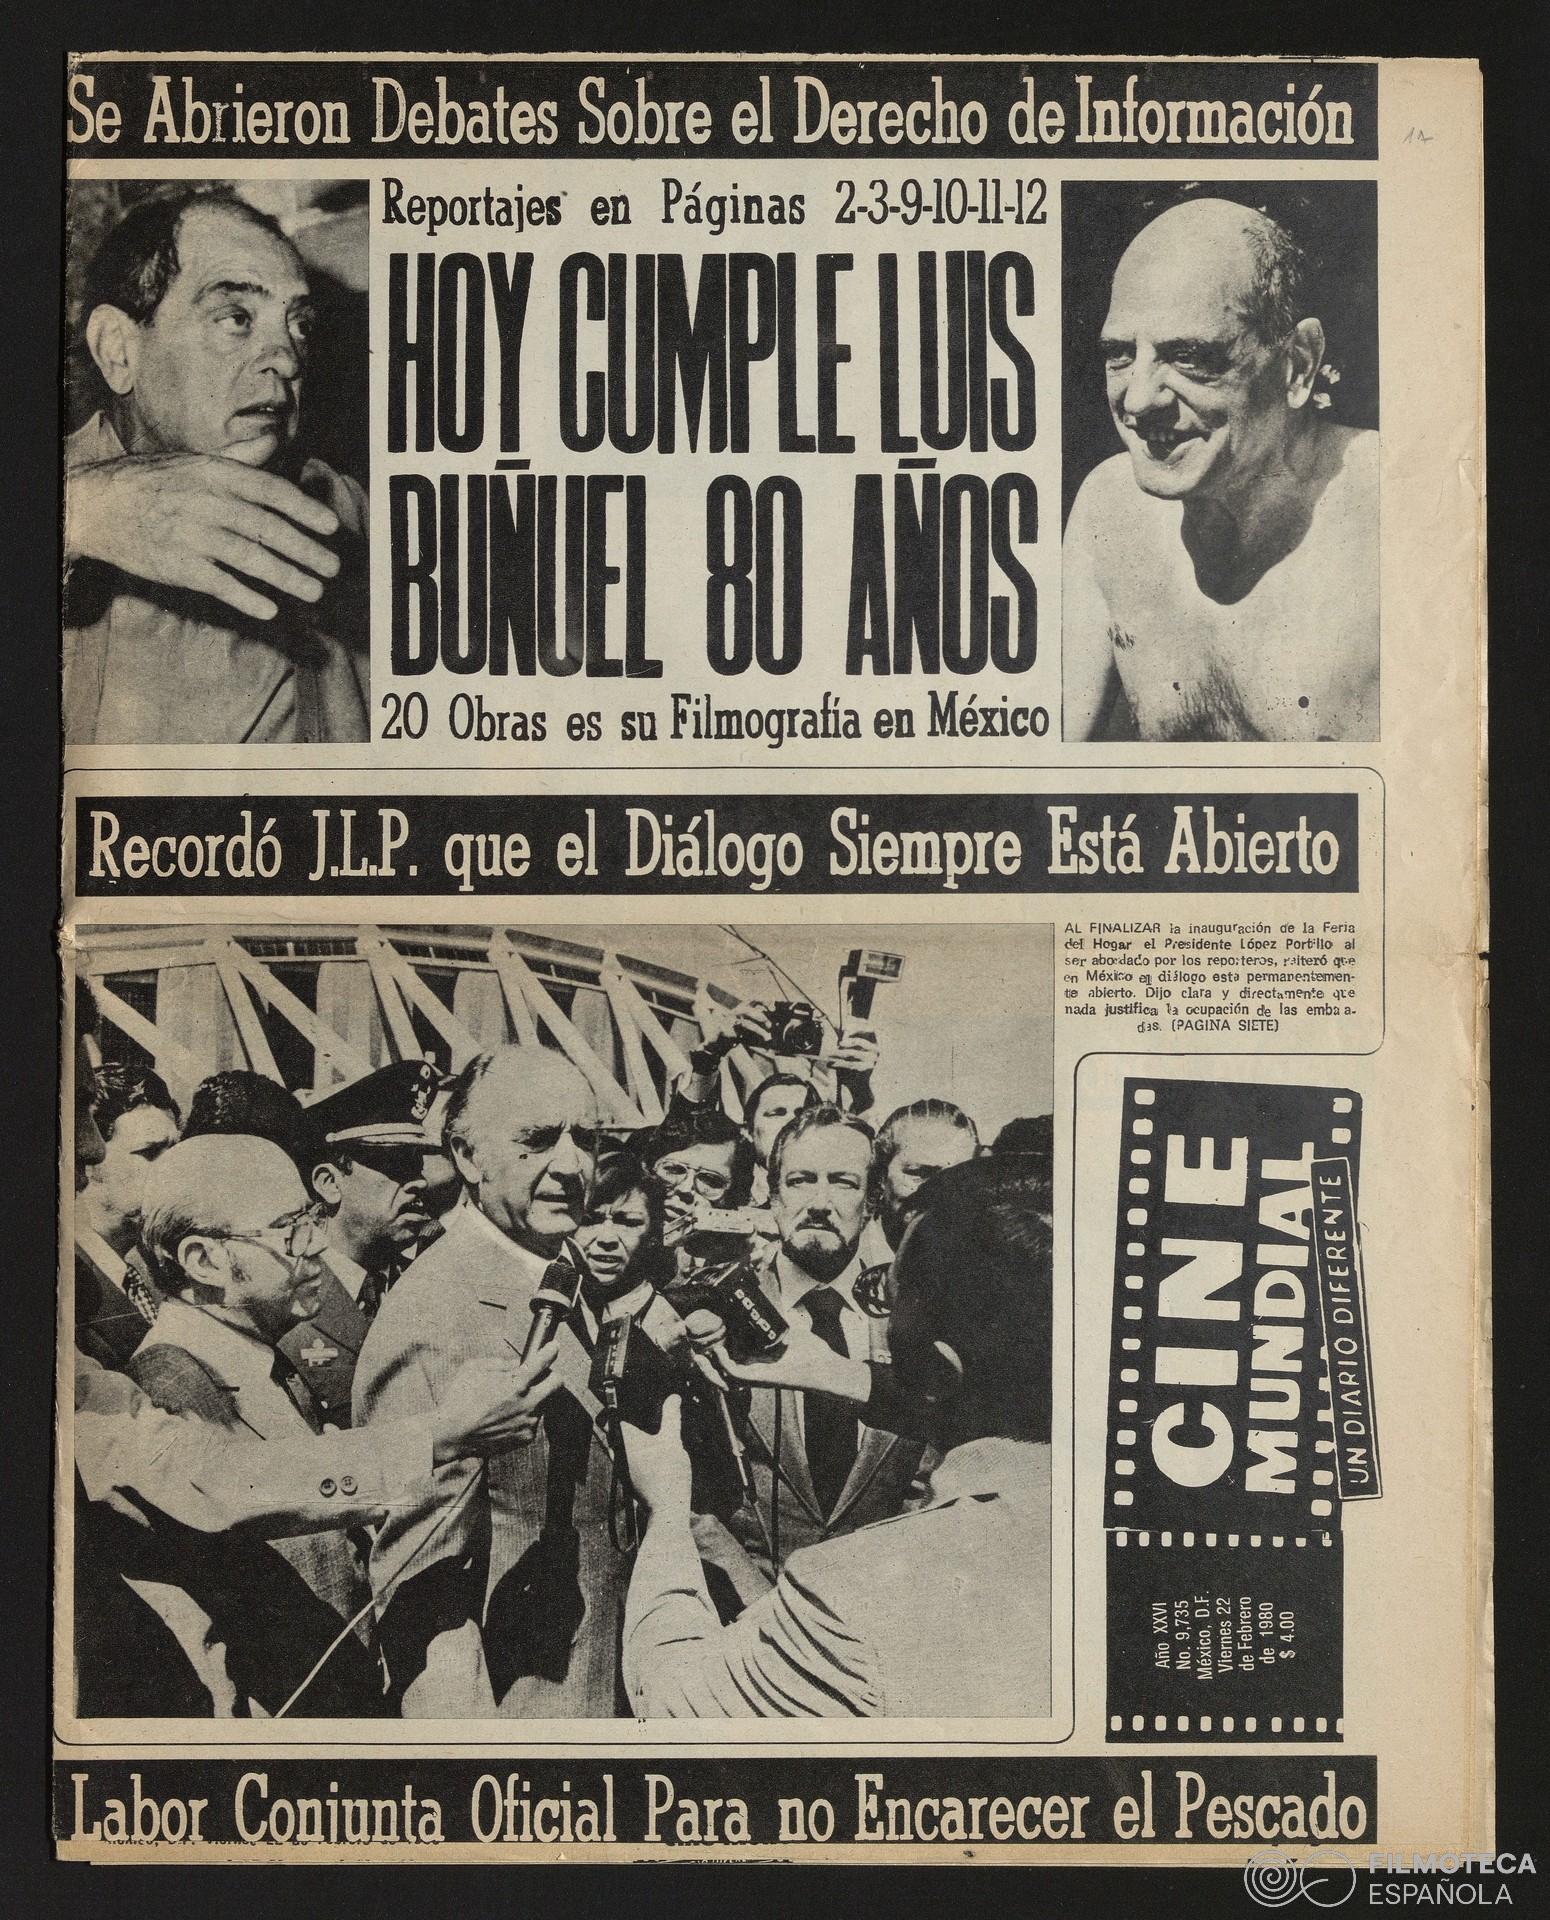 Se Abrieron Debates Sobre el Derecho de Información
Reportajes en Páginas 2-3-9-10-11-12
HOY CUMPLE LUIS
BUÑUEL 80 AÑOS
20 Obras es su Filmografía en México
Recordó J.L.P. que el Diálogo Siempre Está Abierto
AL FINALIZAR la inauguración de la Feria
del Hogar el Presidente López Portillo al
ser abordado por los reporteros, reiteró que
en México el diálogo está permanentemen-
te abierto. Dijo clara y directamente que
nada justifica la ocupación de las emba a-
das. (PAGINA SIETE)
CINE
MUNDIAL
UN DIARIO DIFERENTE
Año XXVI
No. 9,735
México, D.F.
Viernes 22
de Febrero
de 1980
$ 4.00
Labor Conjunta Oficial Para no Encarecer el Pescado
FILMOTECA
ESPAÑOLA